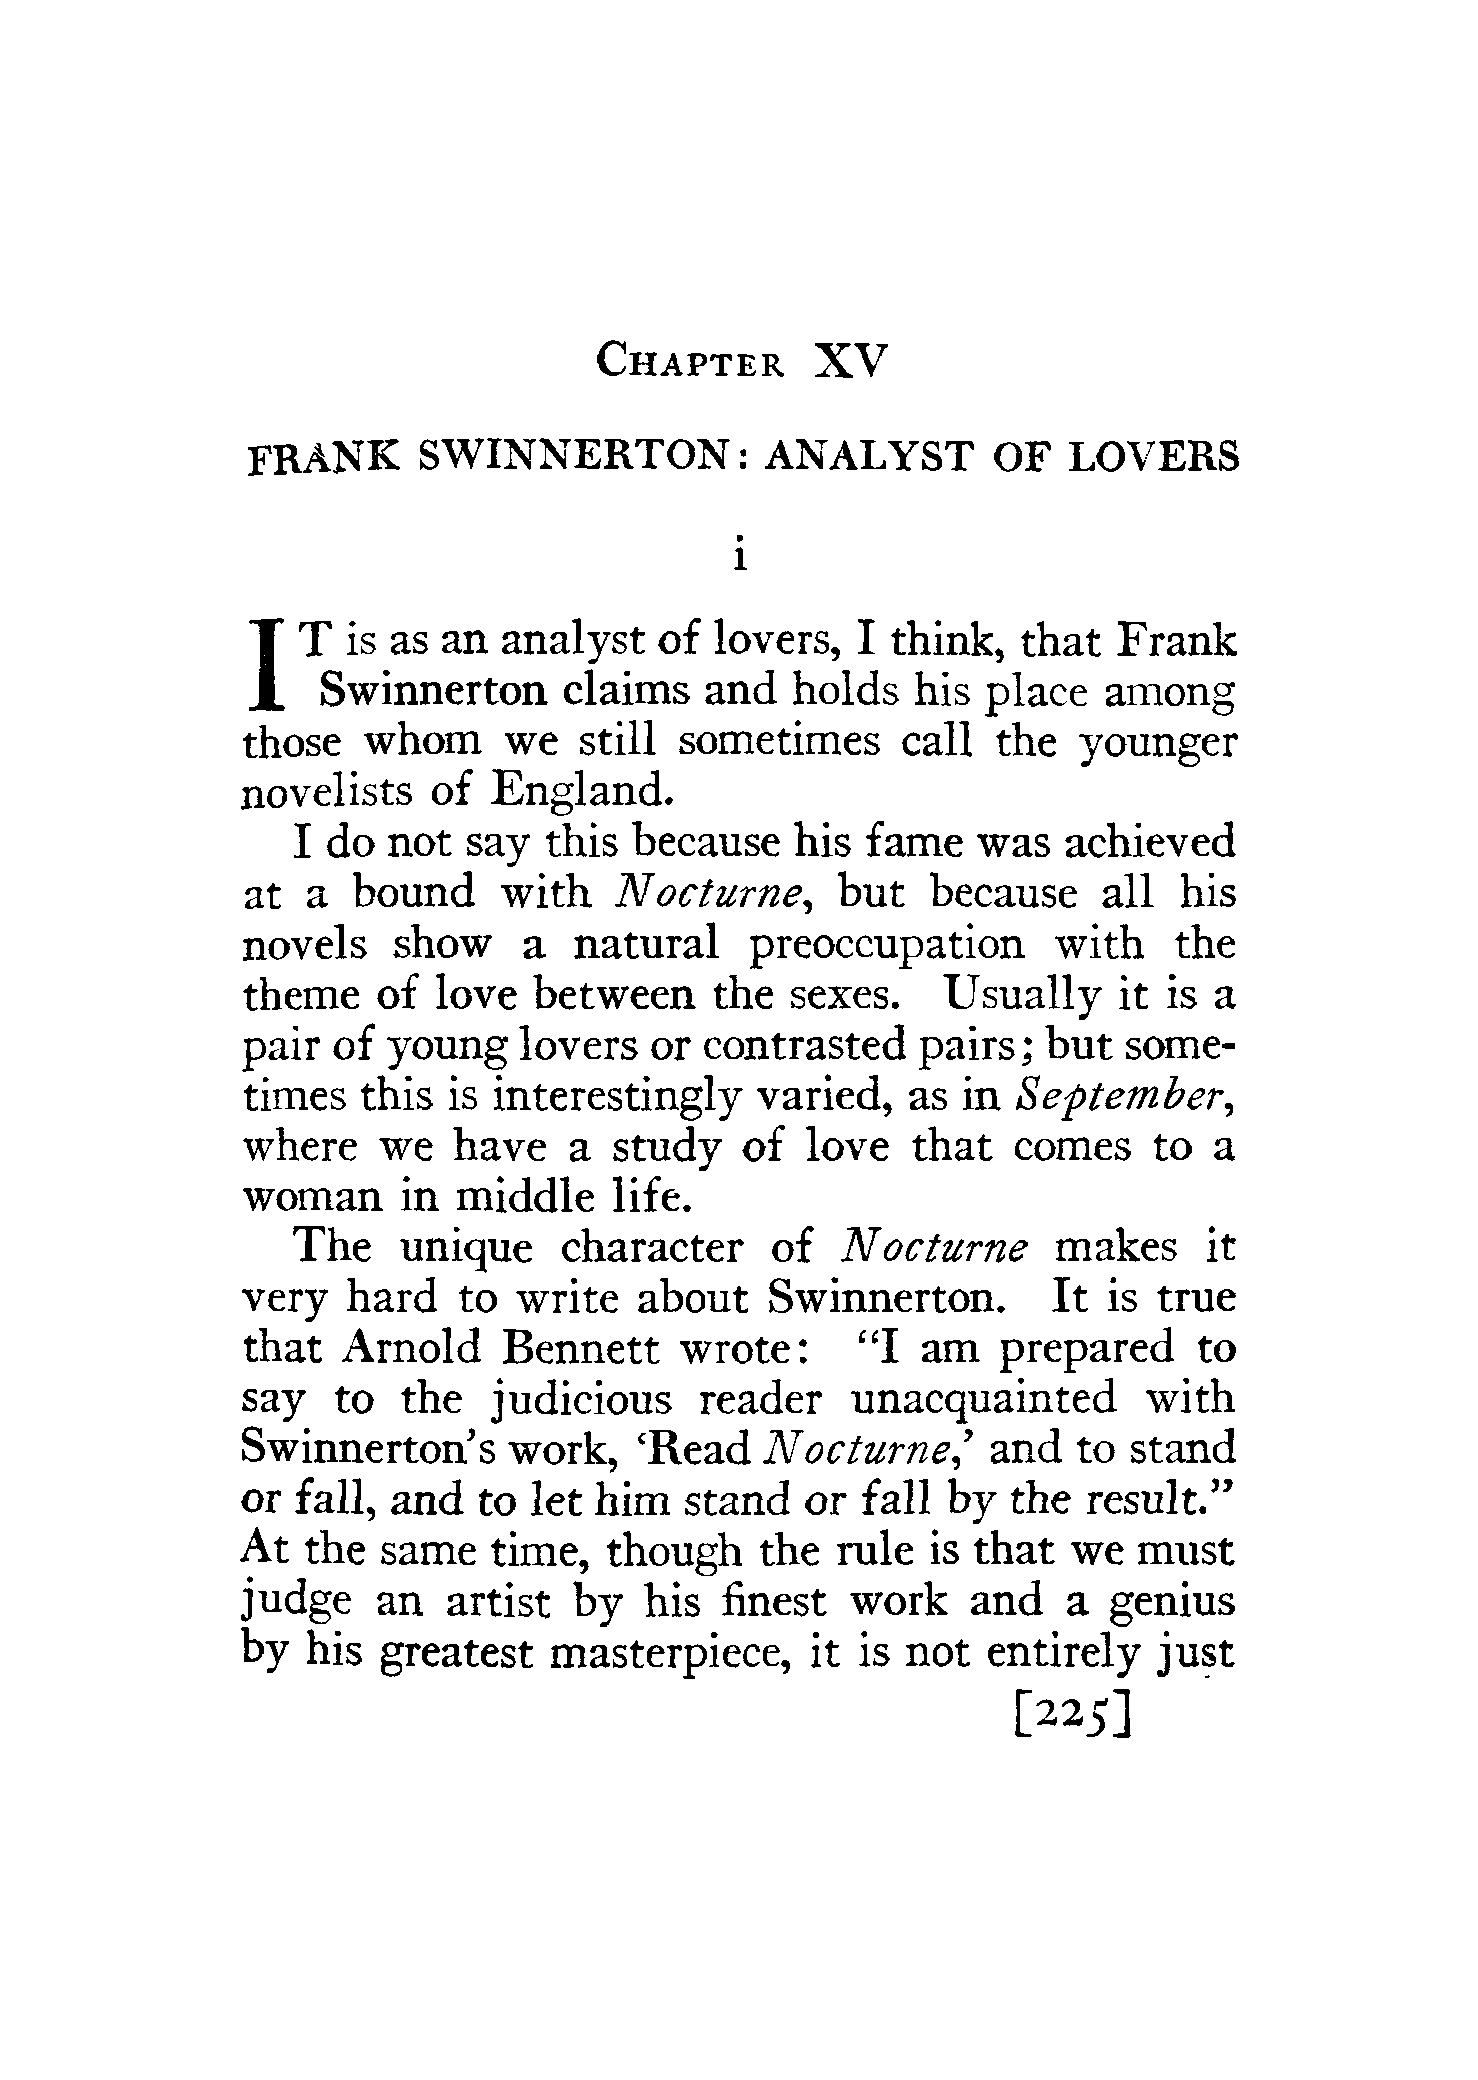 Chapter XV
FRANK SWINNERTON: ANALYST OF LOVERS
i
IT is as an analyst of lovers, I think, that Frank
Swinnerton claims and holds his place among
those whom we still sometimes call the younger
novelists of England.
I do not say this because his fame was achieved
at a bound with Nocturne, but because all his
novels show a natural preoccupation with the
theme of love between the sexes. Usually it is a
pair of young lovers or contrasted pairs; but some-
times this is interestingly varied, as in September,
where we have a study of love that comes to a
woman in middle life.
The unique character of Nocturne makes it
very hard to write about Swinnerton. It is true
that Arnold Bennett wrote: “I am prepared to
say to the judicious reader unacquainted with
Swinnerton’s work, ‘Read Nocturne,’ and to stand
or fall, and to let him stand or fall by the result.”
At the same time, though the rule is that we must
judge an artist by his finest work and a genius
by his greatest masterpiece, it is not entirely just
[225]